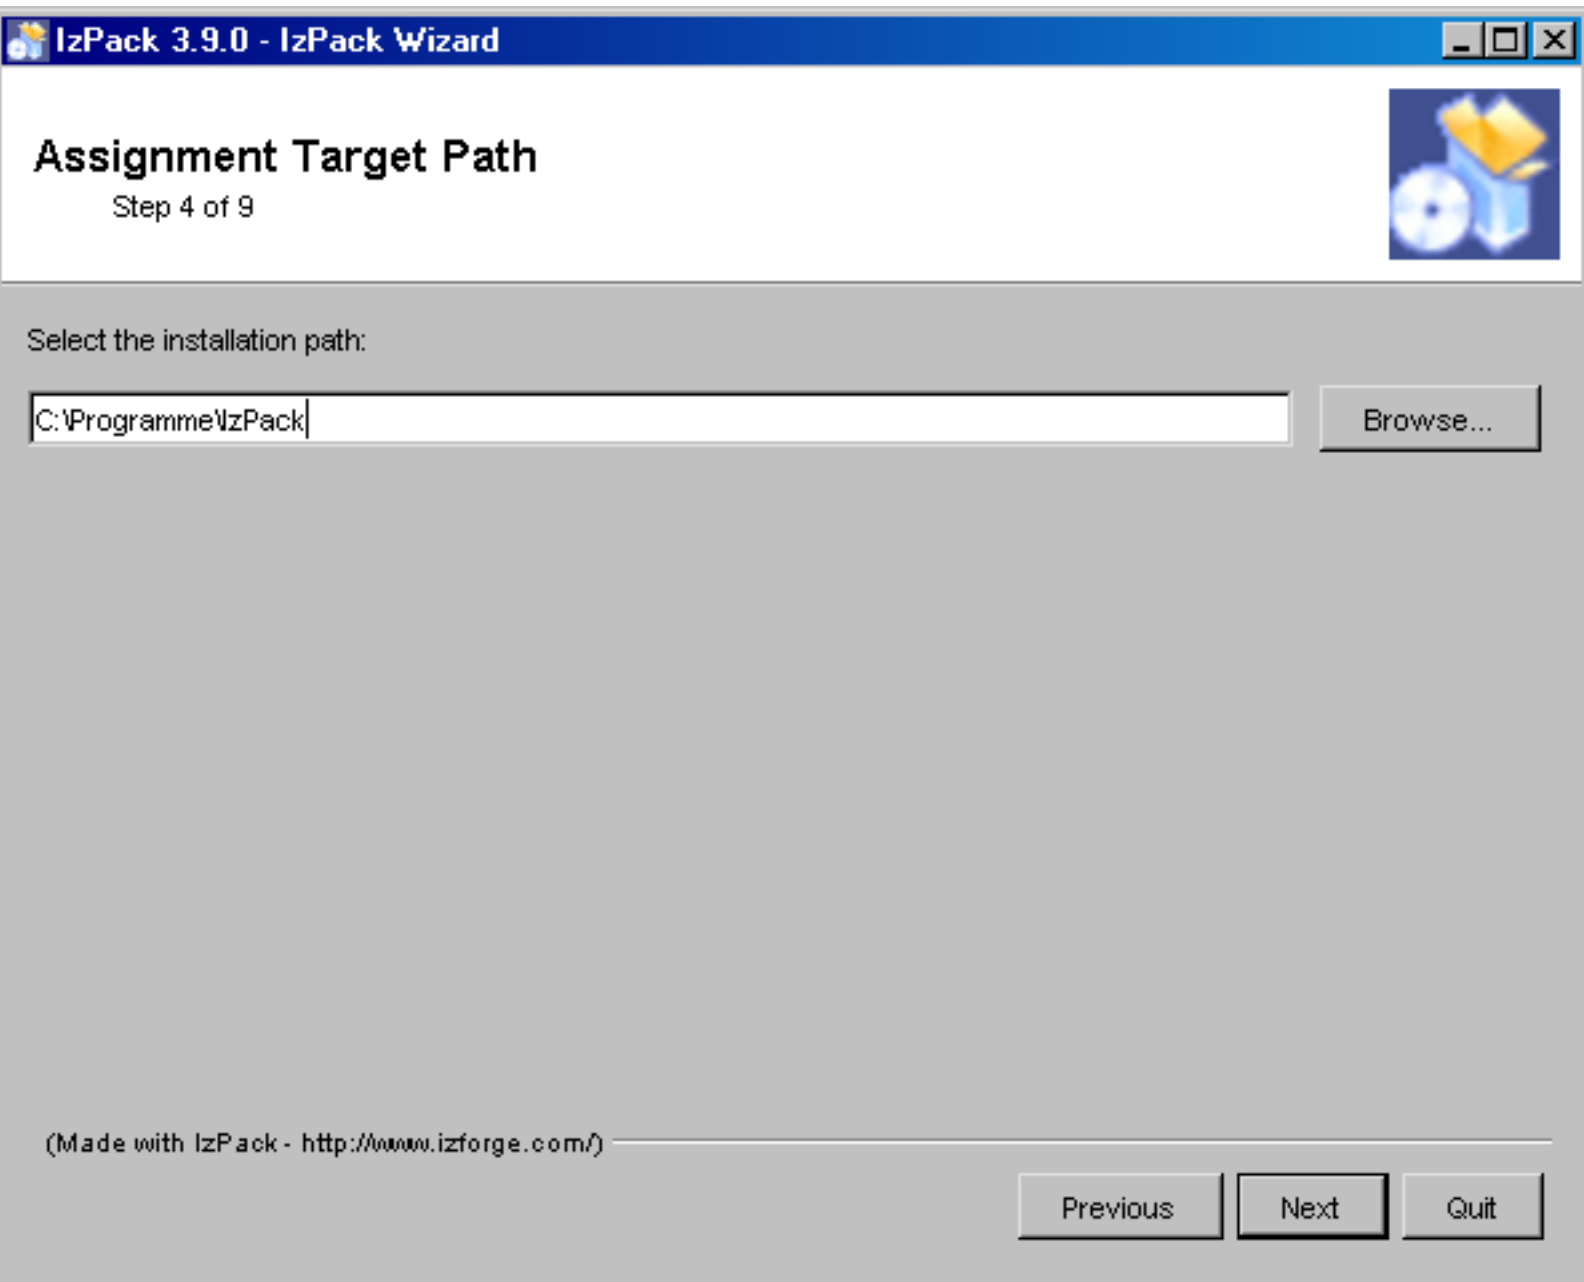 IzPack 3.9.0 - IzPack Wizard
Assignment Target Path
Step 4 of 9
Select the installation path:
C:\Programme\IzPack
Browse...
(Made with IzPack - http://www.izforge.com/)
Previous
Next
Quit